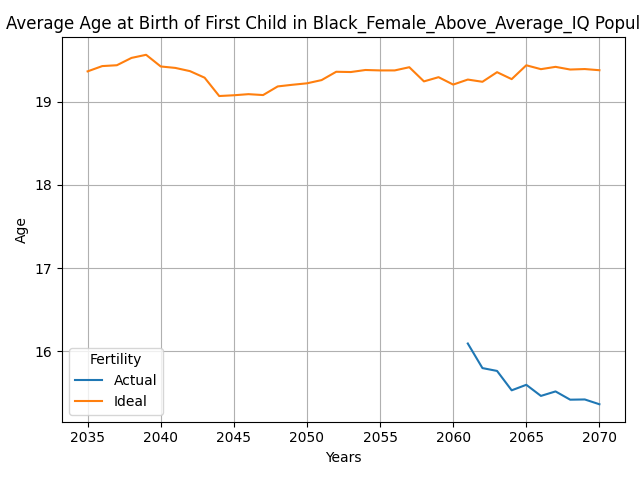 Average Age at Birth of First Child in Black_Female_Above_Average_IQ Popul
19
18
17
16
Age
Fertility
Actual
Ideal
2035 2040 2045 2050 2055 2060 2065 2070
Years